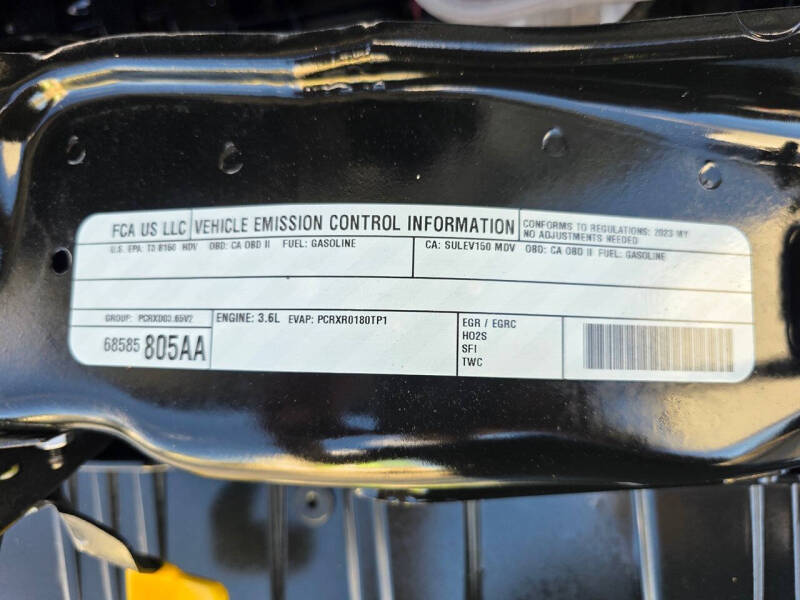 FCA US LLC VEHICLE EMISSION CONTROL INFORMATION CONFORMS TO REGULATIONS: 2023 MY
NO ADJUSTMENTS NEEDED
U.S. EPA: T3 B150 HDV OBD: CA OBD II FUEL: GASOLINE CA: SULEV150 MDV OBD: CA OBD II FUEL: GASOLINE
GROUP: PCRXD03.65V2 ENGINE: 3.6L EVAP: PCRXR0180TP1 EGR / EGRC
HO2S
68585 805AA SFI
TWC